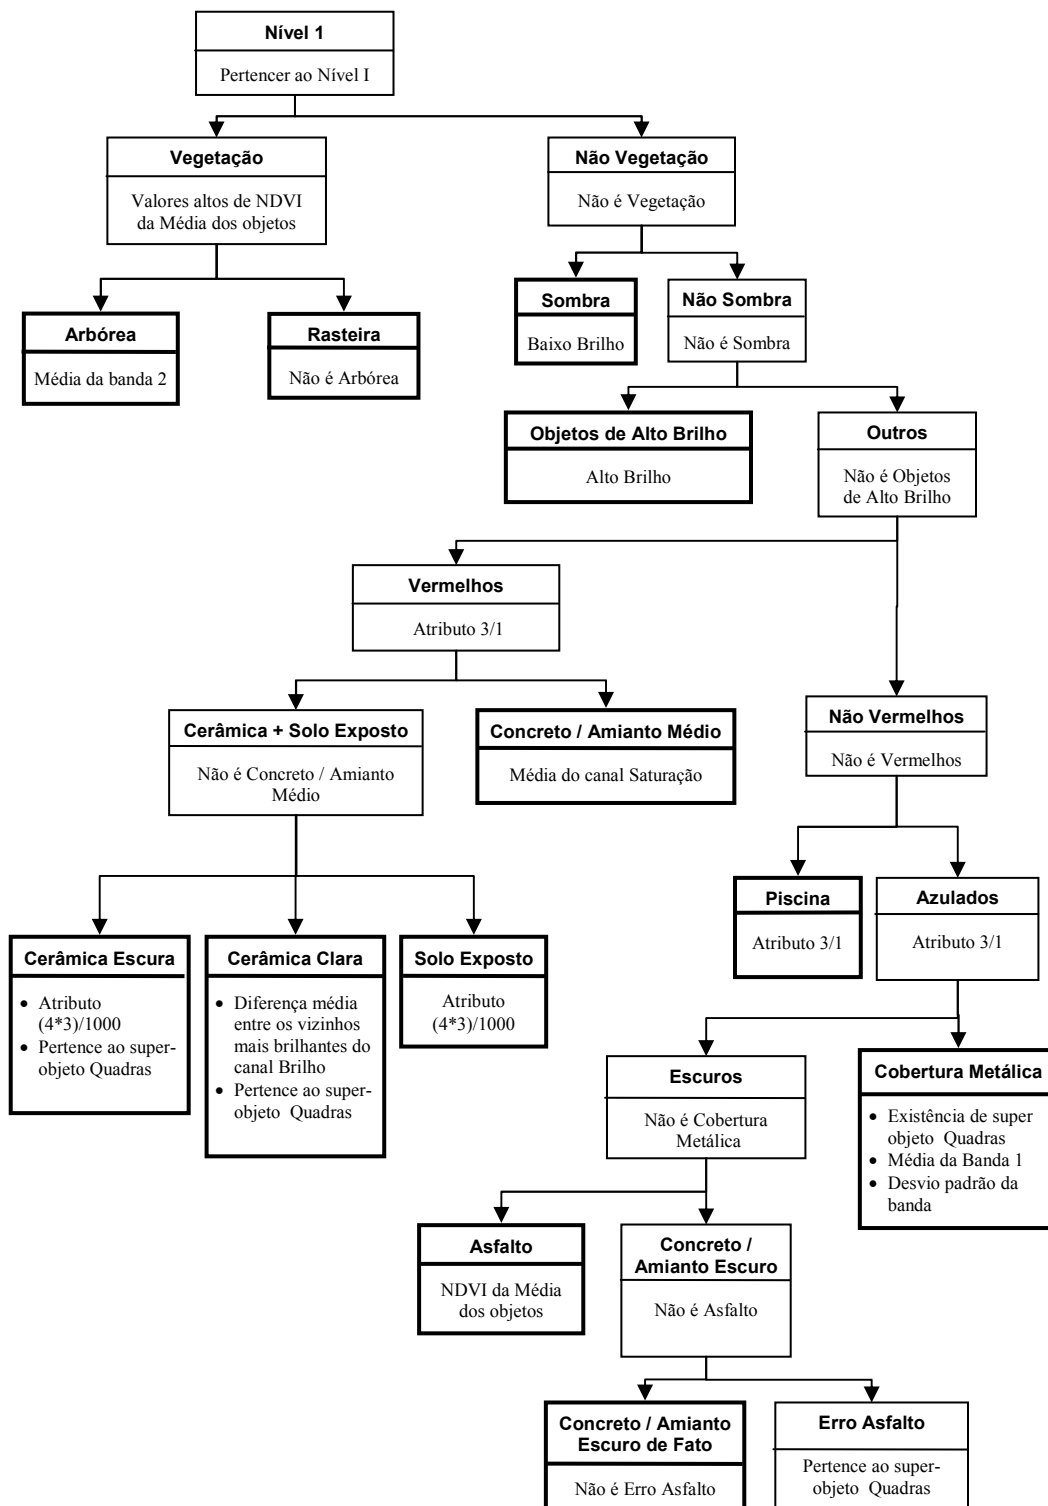 Nível 1
Pertencer ao Nível I
Vegetação
Valores altos de NDVI
da Média dos objetos
Não Vegetação
Não é Vegetação
Arbórea
Média da banda 2
Rasteira
Não é Arbórea
Sombra
Baixo Brilho
Não Sombra
Não é Sombra
Objetos de Alto Brilho
Alto Brilho
Outros
Não é Objetos
de Alto Brilho
Vermelhos
Atributo 3/1
Cerâmica + Solo Exposto
Não é Concreto / Amianto
Médio
Concreto / Amianto Médio
Média do canal Saturação
Não Vermelhos
Não é Vermelhos
Piscina
Atributo 3/1
Azulados
Atributo 3/1
Cerâmica Escura
• Atributo
(4*3)/1000
• Pertence ao super-
objeto Quadras
Cerâmica Clara
• Diferença média
entre os vizinhos
mais brilhantes do
canal Brilho
• Pertence ao super-
objeto Quadras
Solo Exposto
Atributo
(4*3)/1000
Escuros
Não é Cobertura
Metálica
Cobertura Metálica
• Existência de super
objeto Quadras
• Média da Banda 1
• Desvio padrão da
banda
Asfalto
NDVI da Média
dos objetos
Concreto /
Amianto Escuro
Não é Asfalto
Concreto / Amianto
Escuro de Fato
Não é Erro Asfalto
Erro Asfalto
Pertence ao super-
objeto Quadras